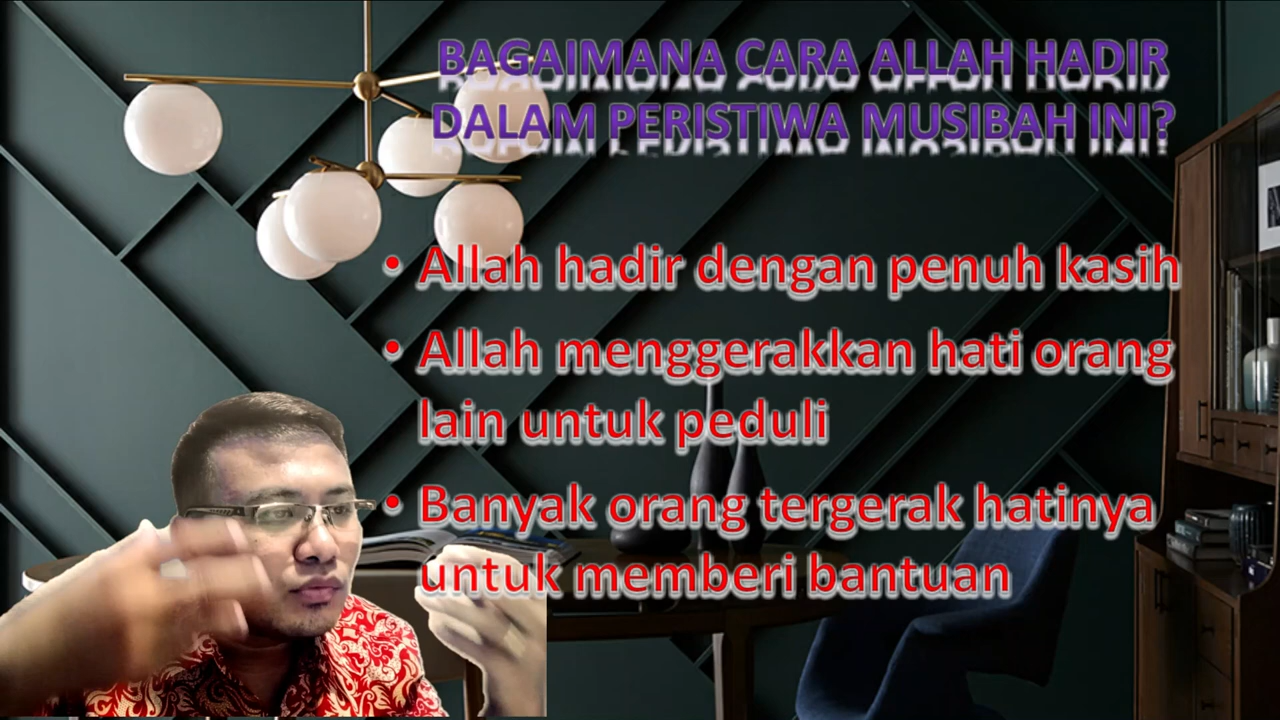 BAGAIMANA CARA ALLAH HADIR
DALAM PERISTIWA MUSIBAH INI?
• Allah hadir dengan penuh kasih
• Allah menggerakkan hati orang
lain untuk peduli
• Banyak orang tergerak hatinya
untuk memberi bantuan